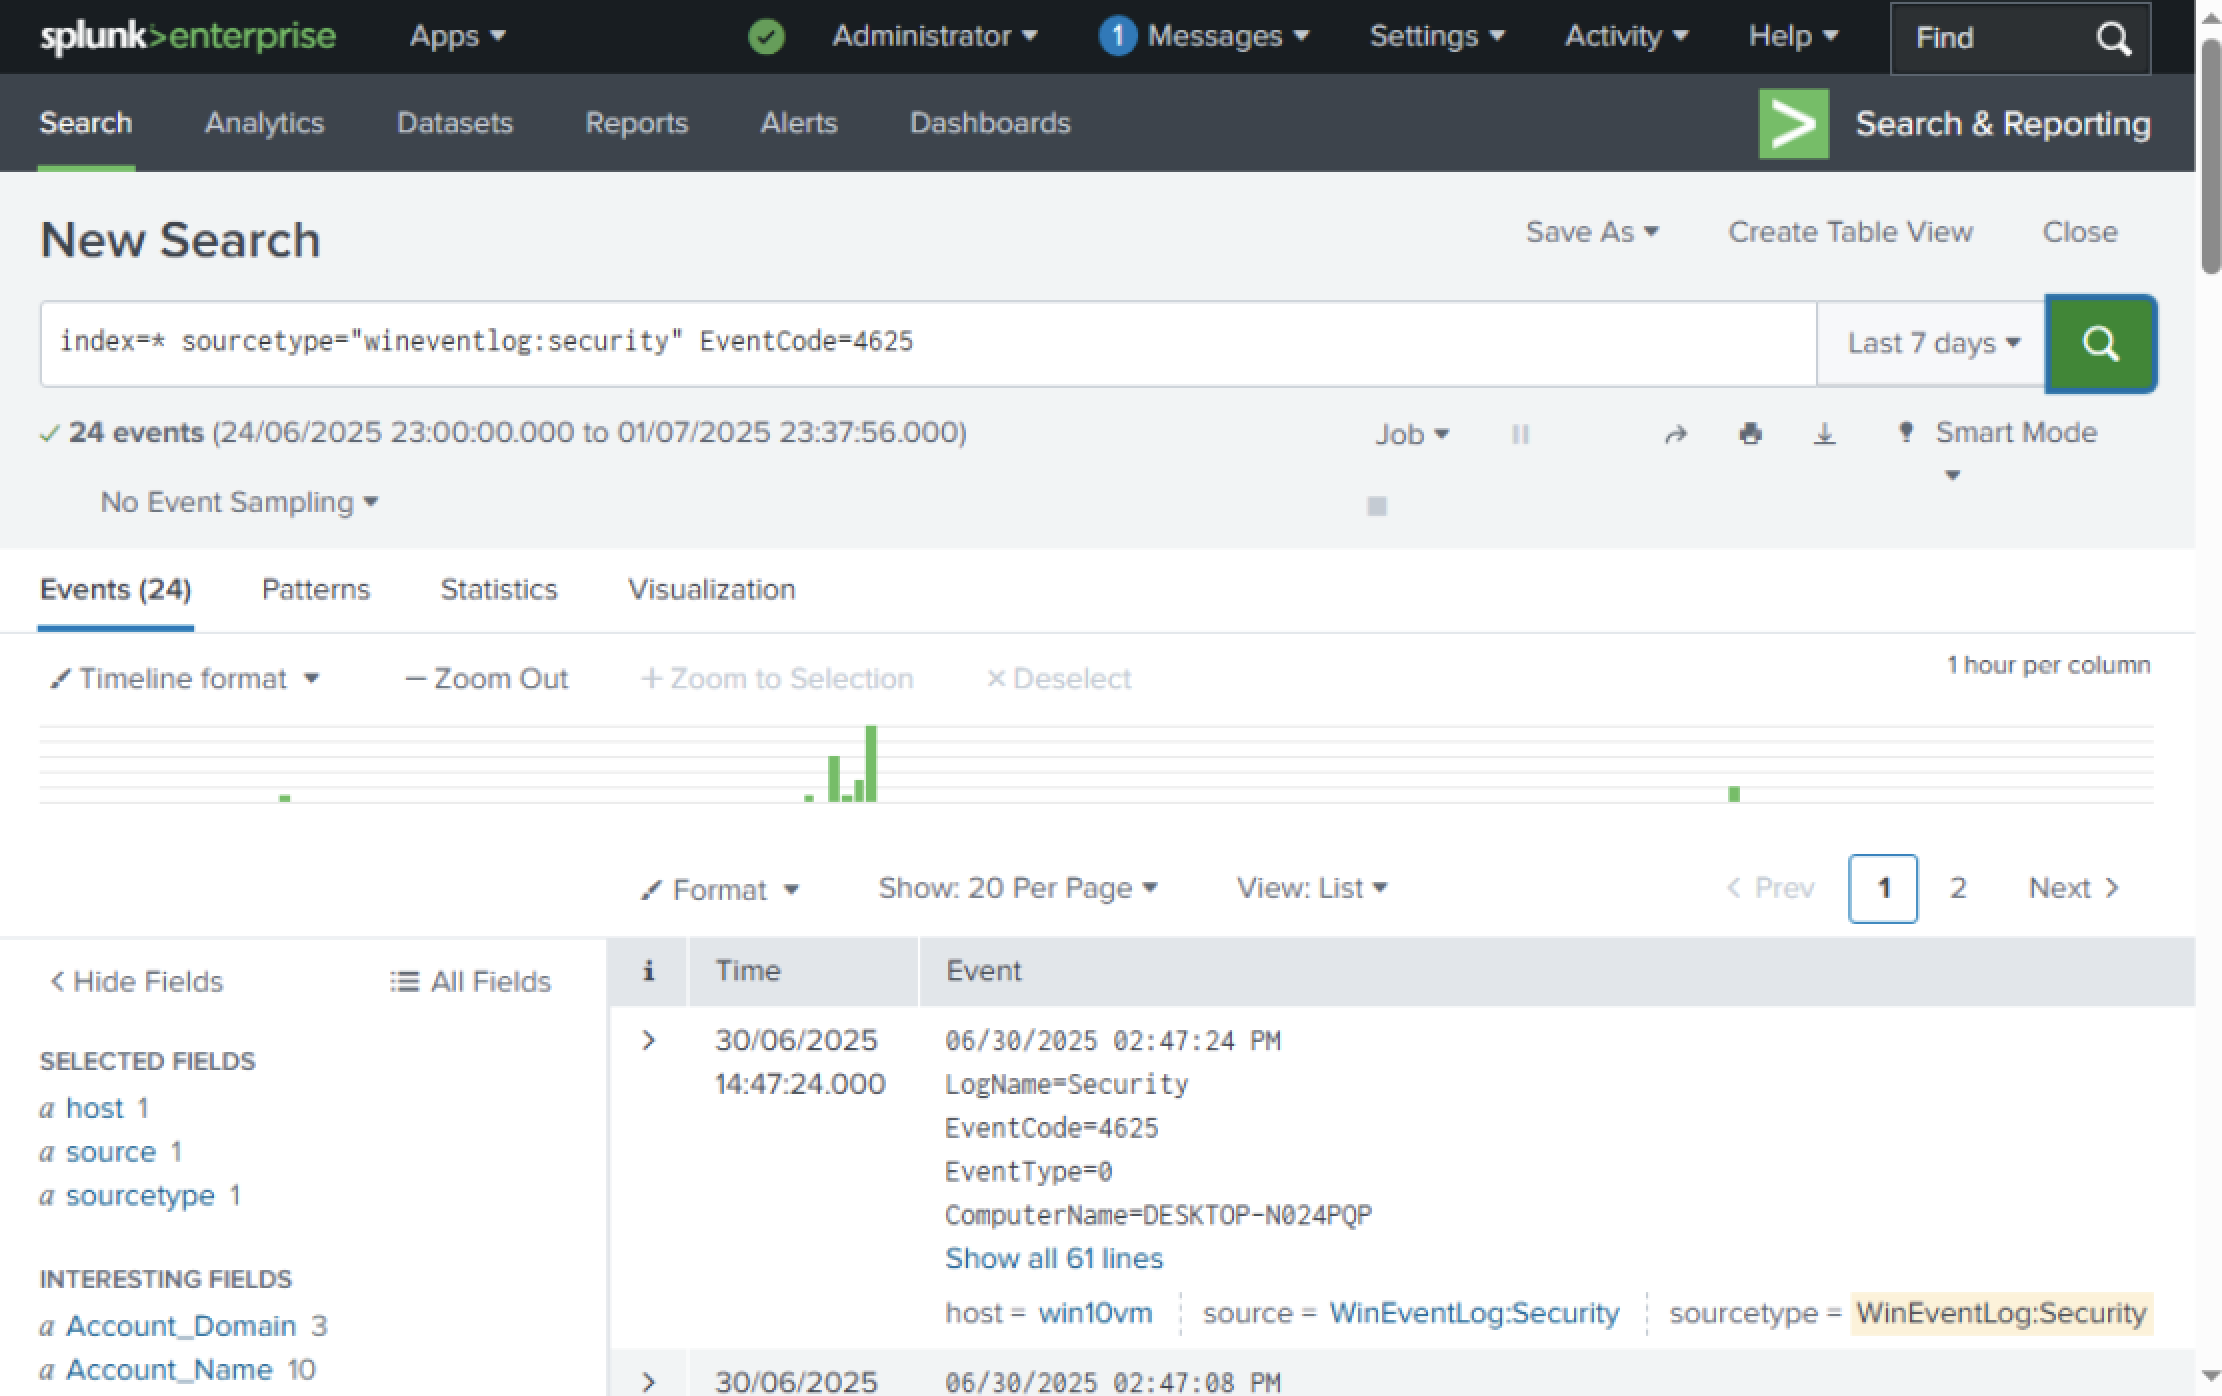 splunk>enterprise Apps Administrator 1 Messages Settings Activity Help Find
Search Analytics Datasets Reports Alerts Dashboards Search & Reporting
New Search Save As Create Table View Close
index=* sourcetype="wineventlog:security" EventCode=4625 Last 7 days
24 events (24/06/2025 23:00:00.000 to 01/07/2025 23:37:56.000) Job Smart Mode
No Event Sampling
Events (24) Patterns Statistics Visualization
Timeline format — Zoom Out + Zoom to Selection × Deselect 1 hour per column
Format Show: 20 Per Page View: List < Prev 1 2 Next >
< Hide Fields All Fields
i Time Event
SELECTED FIELDS
a host 1
a source 1
a sourcetype 1
INTERESTING FIELDS
a Account_Domain 3
a Account_Name 10
> 30/06/2025 06/30/2025 02:47:24 PM
14:47:24.000 LogName=Security
EventCode=4625
EventType=0
ComputerName=DESKTOP-N024PQP
Show all 61 lines
host = win10vm source = WinEventLog:Security sourcetype = WinEventLog:Security
> 30/06/2025 06/30/2025 02:47:08 PM